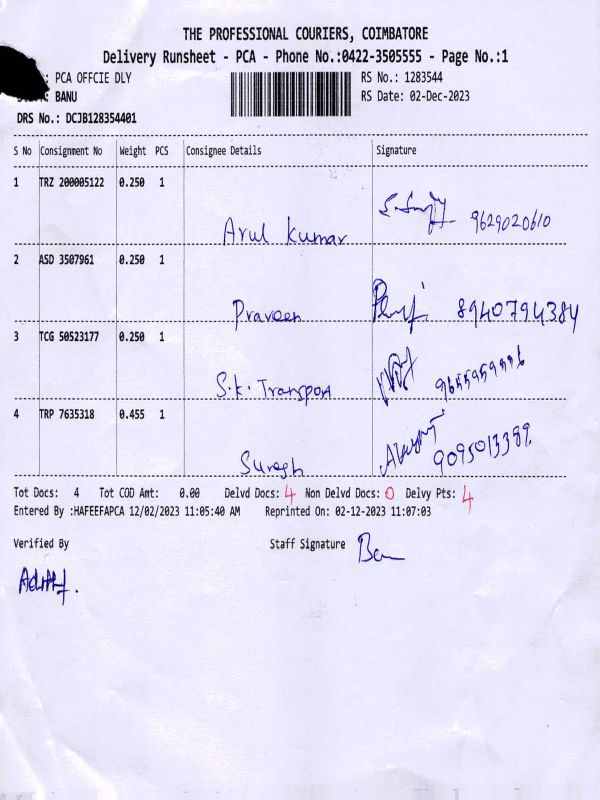 THE PROFESSIONAL COURIERS, COIMBATORE
Delivery Runsheet - PCA - Phone No.:0422-3505555 - Page No.:1
: PCA OFFCIE DLY
RS No.: 1283544
: BANU
RS Date: 02-Dec-2023
DRS No.: DCJB128354401
S No Consignment No Weight PCS Consignee Details Signature
1 TRZ 200005122 0.250 1
9629020610
Arul Kumar
2 ASD 3507961 0.250 1
Praveen 8940794384
3 TCG 50523177 0.250 1
S.K. Transport
4 TRP 7635318 0.455 1
9095013389
Suresh
Tot Docs: 4 Tot COD Amt: 0.00 Delvd Docs: 4 Non Delvd Docs: 0 Delvy Pts: 4
Entered By :HAFEEFAPCA 12/02/2023 11:05:40 AM Reprinted On: 02-12-2023 11:07:03
Verified By Staff Signature